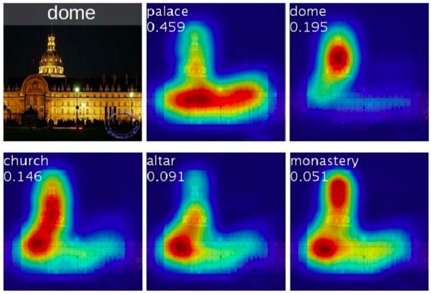 dome
palace
0.459
dome
0.195
church
0.146
altar
0.091
monastery
0.051